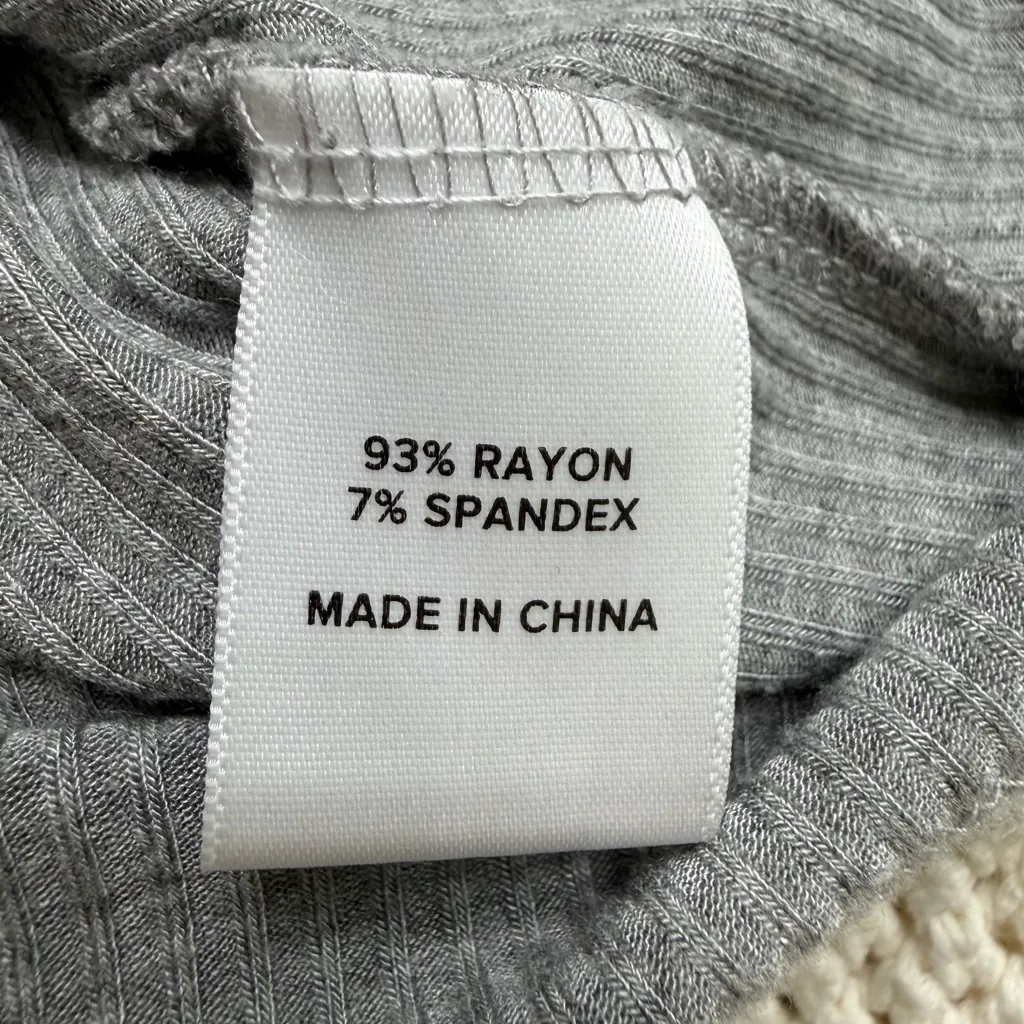 93% RAYON
7% SPANDEX
MADE IN CHINA